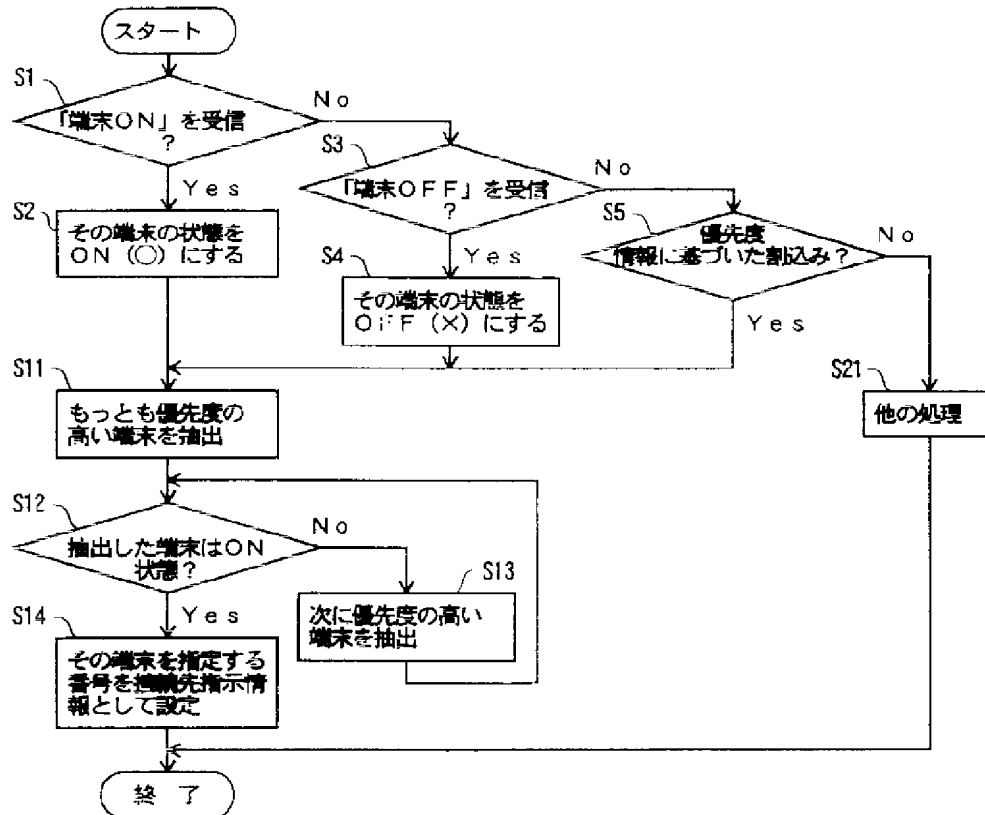 スタート
S1
「端末ON」を受信
?
No
Yes
S2
その端末の状態を
ON (○) にする
S3
「端末OFF」を受信
?
No
Yes
S4
その端末の状態を
OFF (×) にする
S5
優先度
情報に基づいた割込み?
No
Yes
S11
もっとも優先度の
高い端末を抽出
S21
他の処理
S12
抽出した端末はON
状態?
No
Yes
S13
次に優先度の高い
端末を抽出
S14
その端末を指定する
番号を接続先指示情
報として設定
終 了